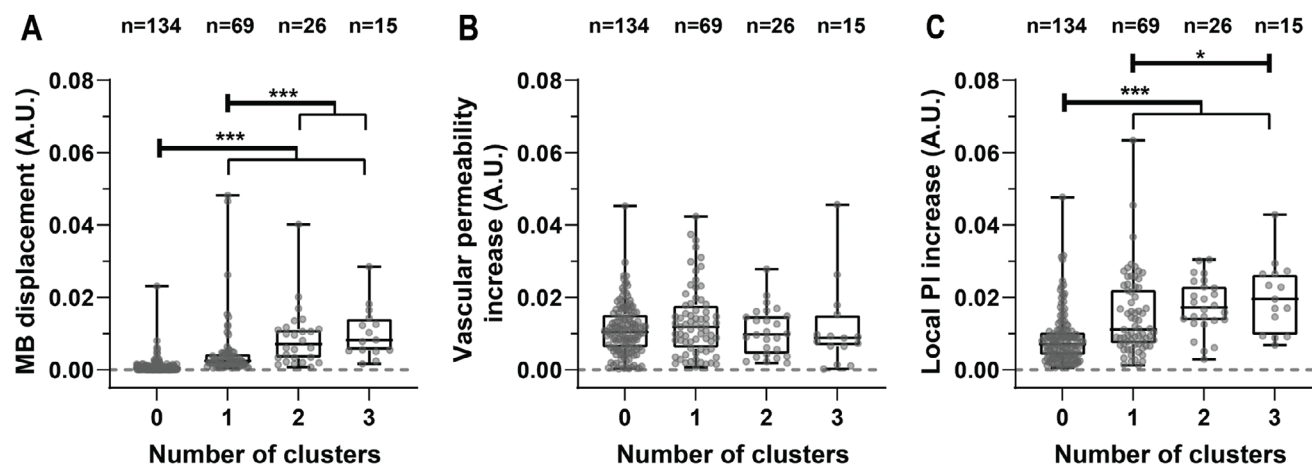 A
n=134 n=69 n=26 n=15
MB displacement (A.U.)
0.08
0.06
0.04
0.02
0.00
***
***
0 1 2 3
Number of clusters
B
n=134 n=69 n=26 n=15
Vascular permeability
increase (A.U.)
0.08
0.06
0.04
0.02
0.00
0 1 2 3
Number of clusters
C
n=134 n=69 n=26 n=15
Local PI increase (A.U.)
0.08
0.06
0.04
0.02
0.00
*
***
0 1 2 3
Number of clusters